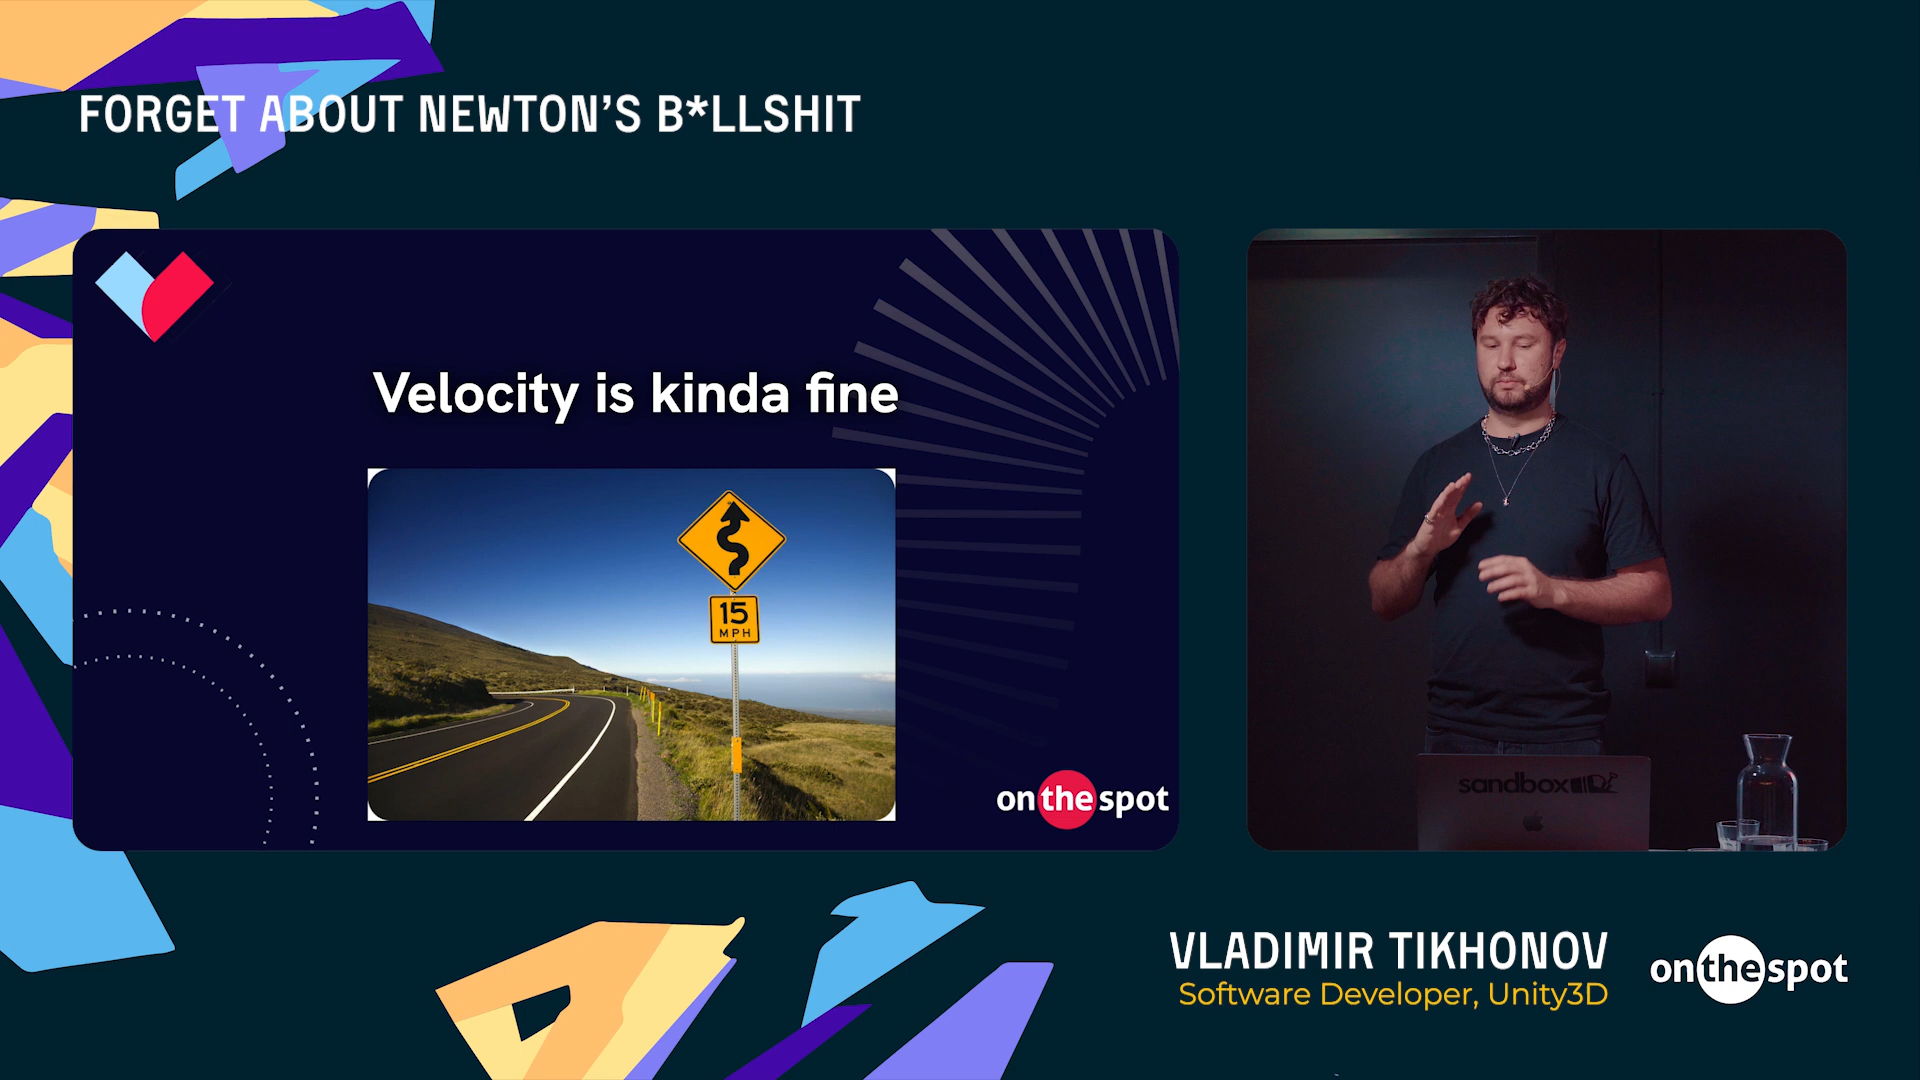 FORGET ABOUT NEWTON'S B*LLSHIT
Velocity is kinda fine
15
MPH
onthespot
sandbox
VLADIMIR TIKHONOV
Software Developer, Unity3D
onthespot